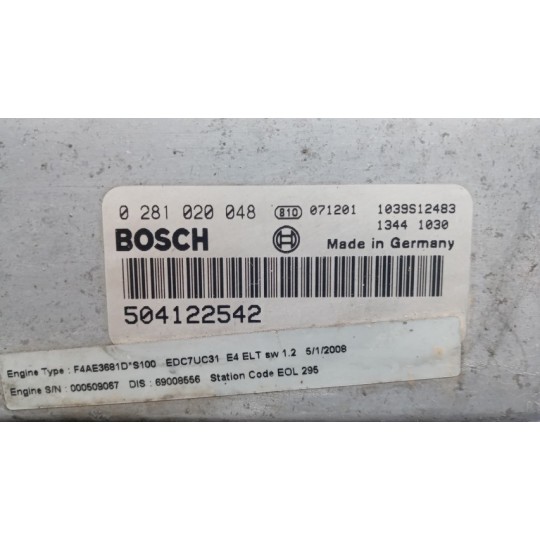 0 281 020 048 810 071201 1039S12483
1344 1030
BOSCH Made in Germany
504122542
Engine Type : F4AE3681D*S100 EDC7UC31 E4 ELT sw 1.2 5/1/2008
Engine S/N : 000509067 DIS : 69008556 Station Code EOL 295